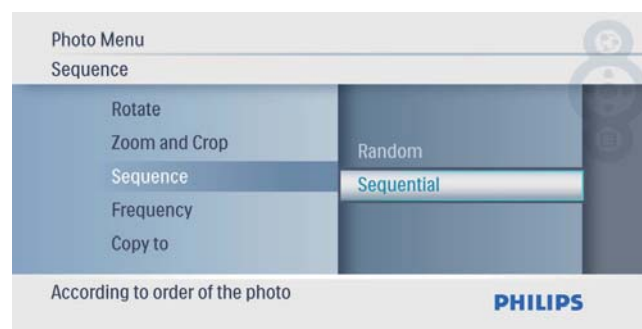 Photo Menu
Sequence
Rotate
Zoom and Crop
Sequence
Frequency
Copy to
Random
Sequential
According to order of the photo
PHILIPS